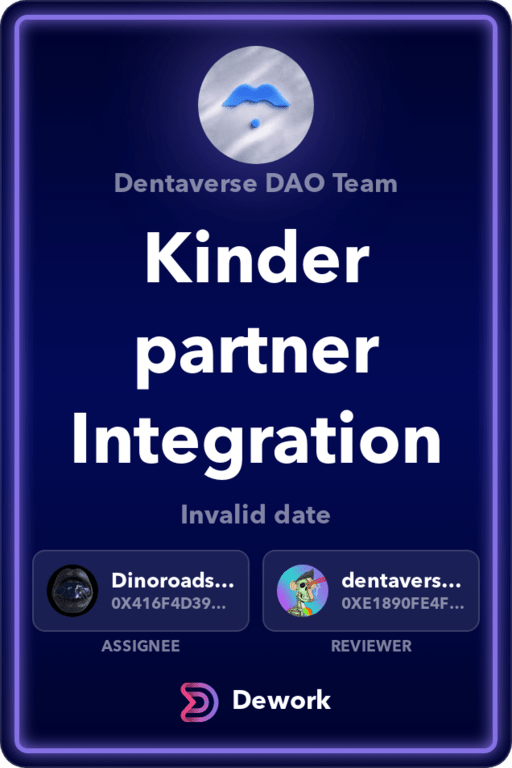 Dentaverse DAO Team
Kinder
partner
Integration
Invalid date
Dinoroads...
0X416F4D39...
ASSIGNEE
dentavers...
0XE1890FE4F...
REVIEWER
Dework